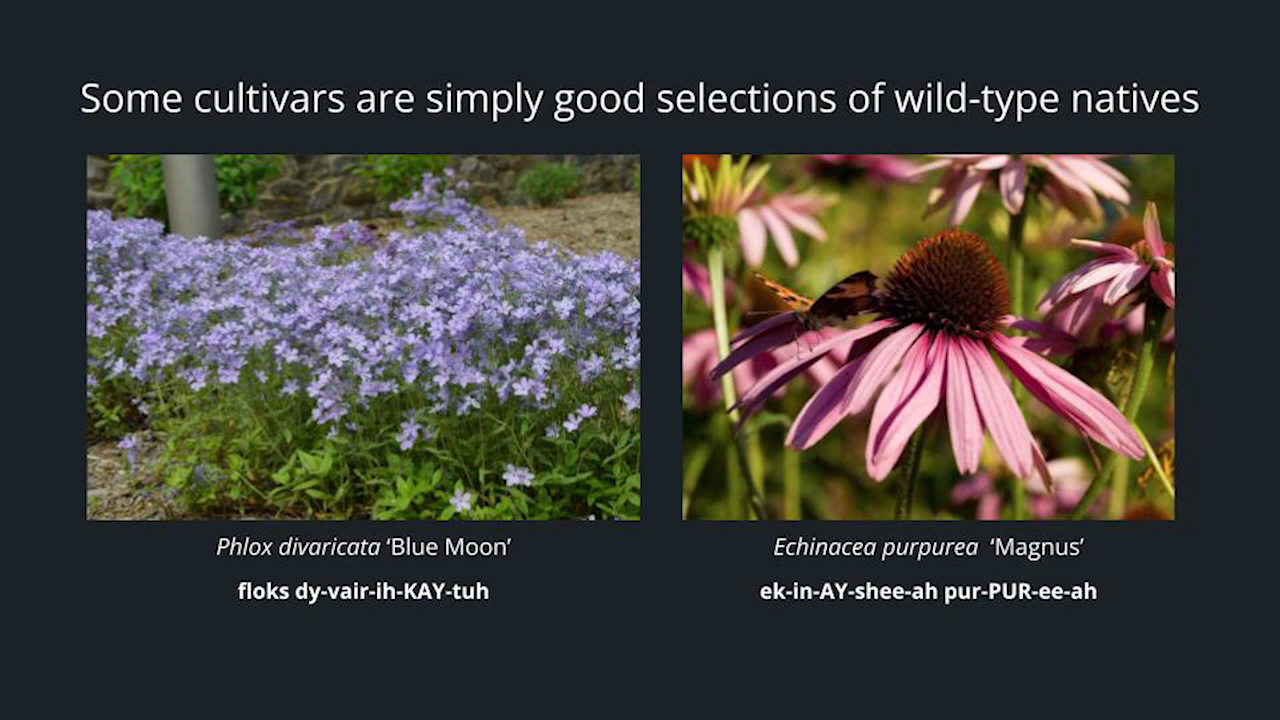 Some cultivars are simply good selections of wild-type natives
Phlox divaricata ‘Blue Moon’
floks dy-vair-ih-KAY-tuh
Echinacea purpurea ‘Magnus’
ek-in-AY-shee-ah pur-PUR-ee-ah